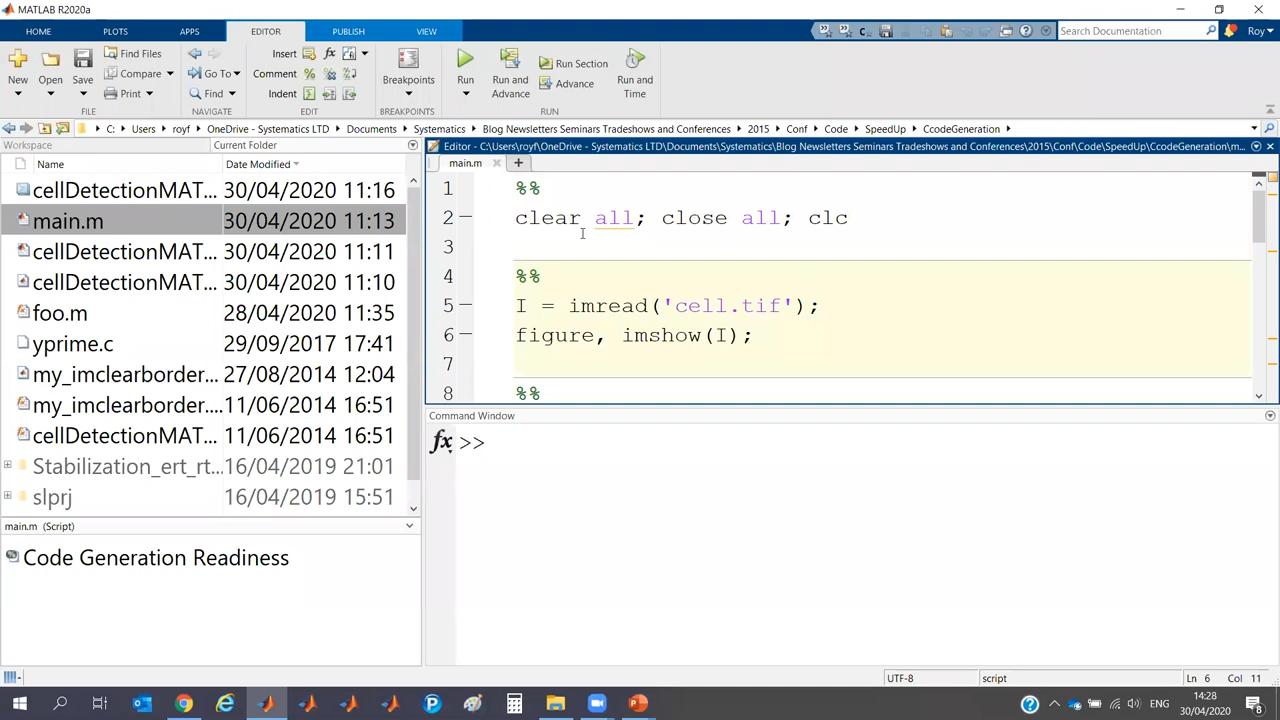 MATLAB R2020a
HOME PLOTS APPS EDITOR PUBLISH VIEW
Search Documentation Roy
New Open Save Find Files Compare Print
Go To Find
Insert Comment Indent fx
Breakpoints Run Run and Advance Run Section Advance Run and Time
FILE NAVIGATE EDIT BREAKPOINTS RUN
C: Users royf OneDrive - Systematics LTD Documents Systematics Blog Newsletters Seminars Tradeshows and Conferences 2015 Conf Code SpeedUp CcodeGeneration
Workspace Current Folder
Name Date Modified
cellDetectionMAT... 30/04/2020 11:16
main.m 30/04/2020 11:13
cellDetectionMAT... 30/04/2020 11:11
cellDetectionMAT... 30/04/2020 11:10
foo.m 28/04/2020 11:35
yprime.c 29/09/2017 17:41
my_imclearborder... 27/08/2014 12:04
my_imclearborder... 11/06/2014 16:51
cellDetectionMAT... 11/06/2014 16:51
Stabilization_ert_rt... 16/04/2019 21:01
slprj 16/04/2019 15:51
main.m (Script)
Code Generation Readiness
Editor - C:\Users\royf\OneDrive - Systematics LTD\Documents\Systematics\Blog Newsletters Seminars Tradeshows and Conferences\2015\Conf\Code\SpeedUp\CcodeGeneration\m...
main.m
1 %%
2 clear all; close all; clc
3
4 %%
5 I = imread('cell.tif');
6 figure, imshow(I);
7
8 %%
Command Window
fx >>
UTF-8 script Ln 6 Col 11
ENG 14:28
30/04/2020 8